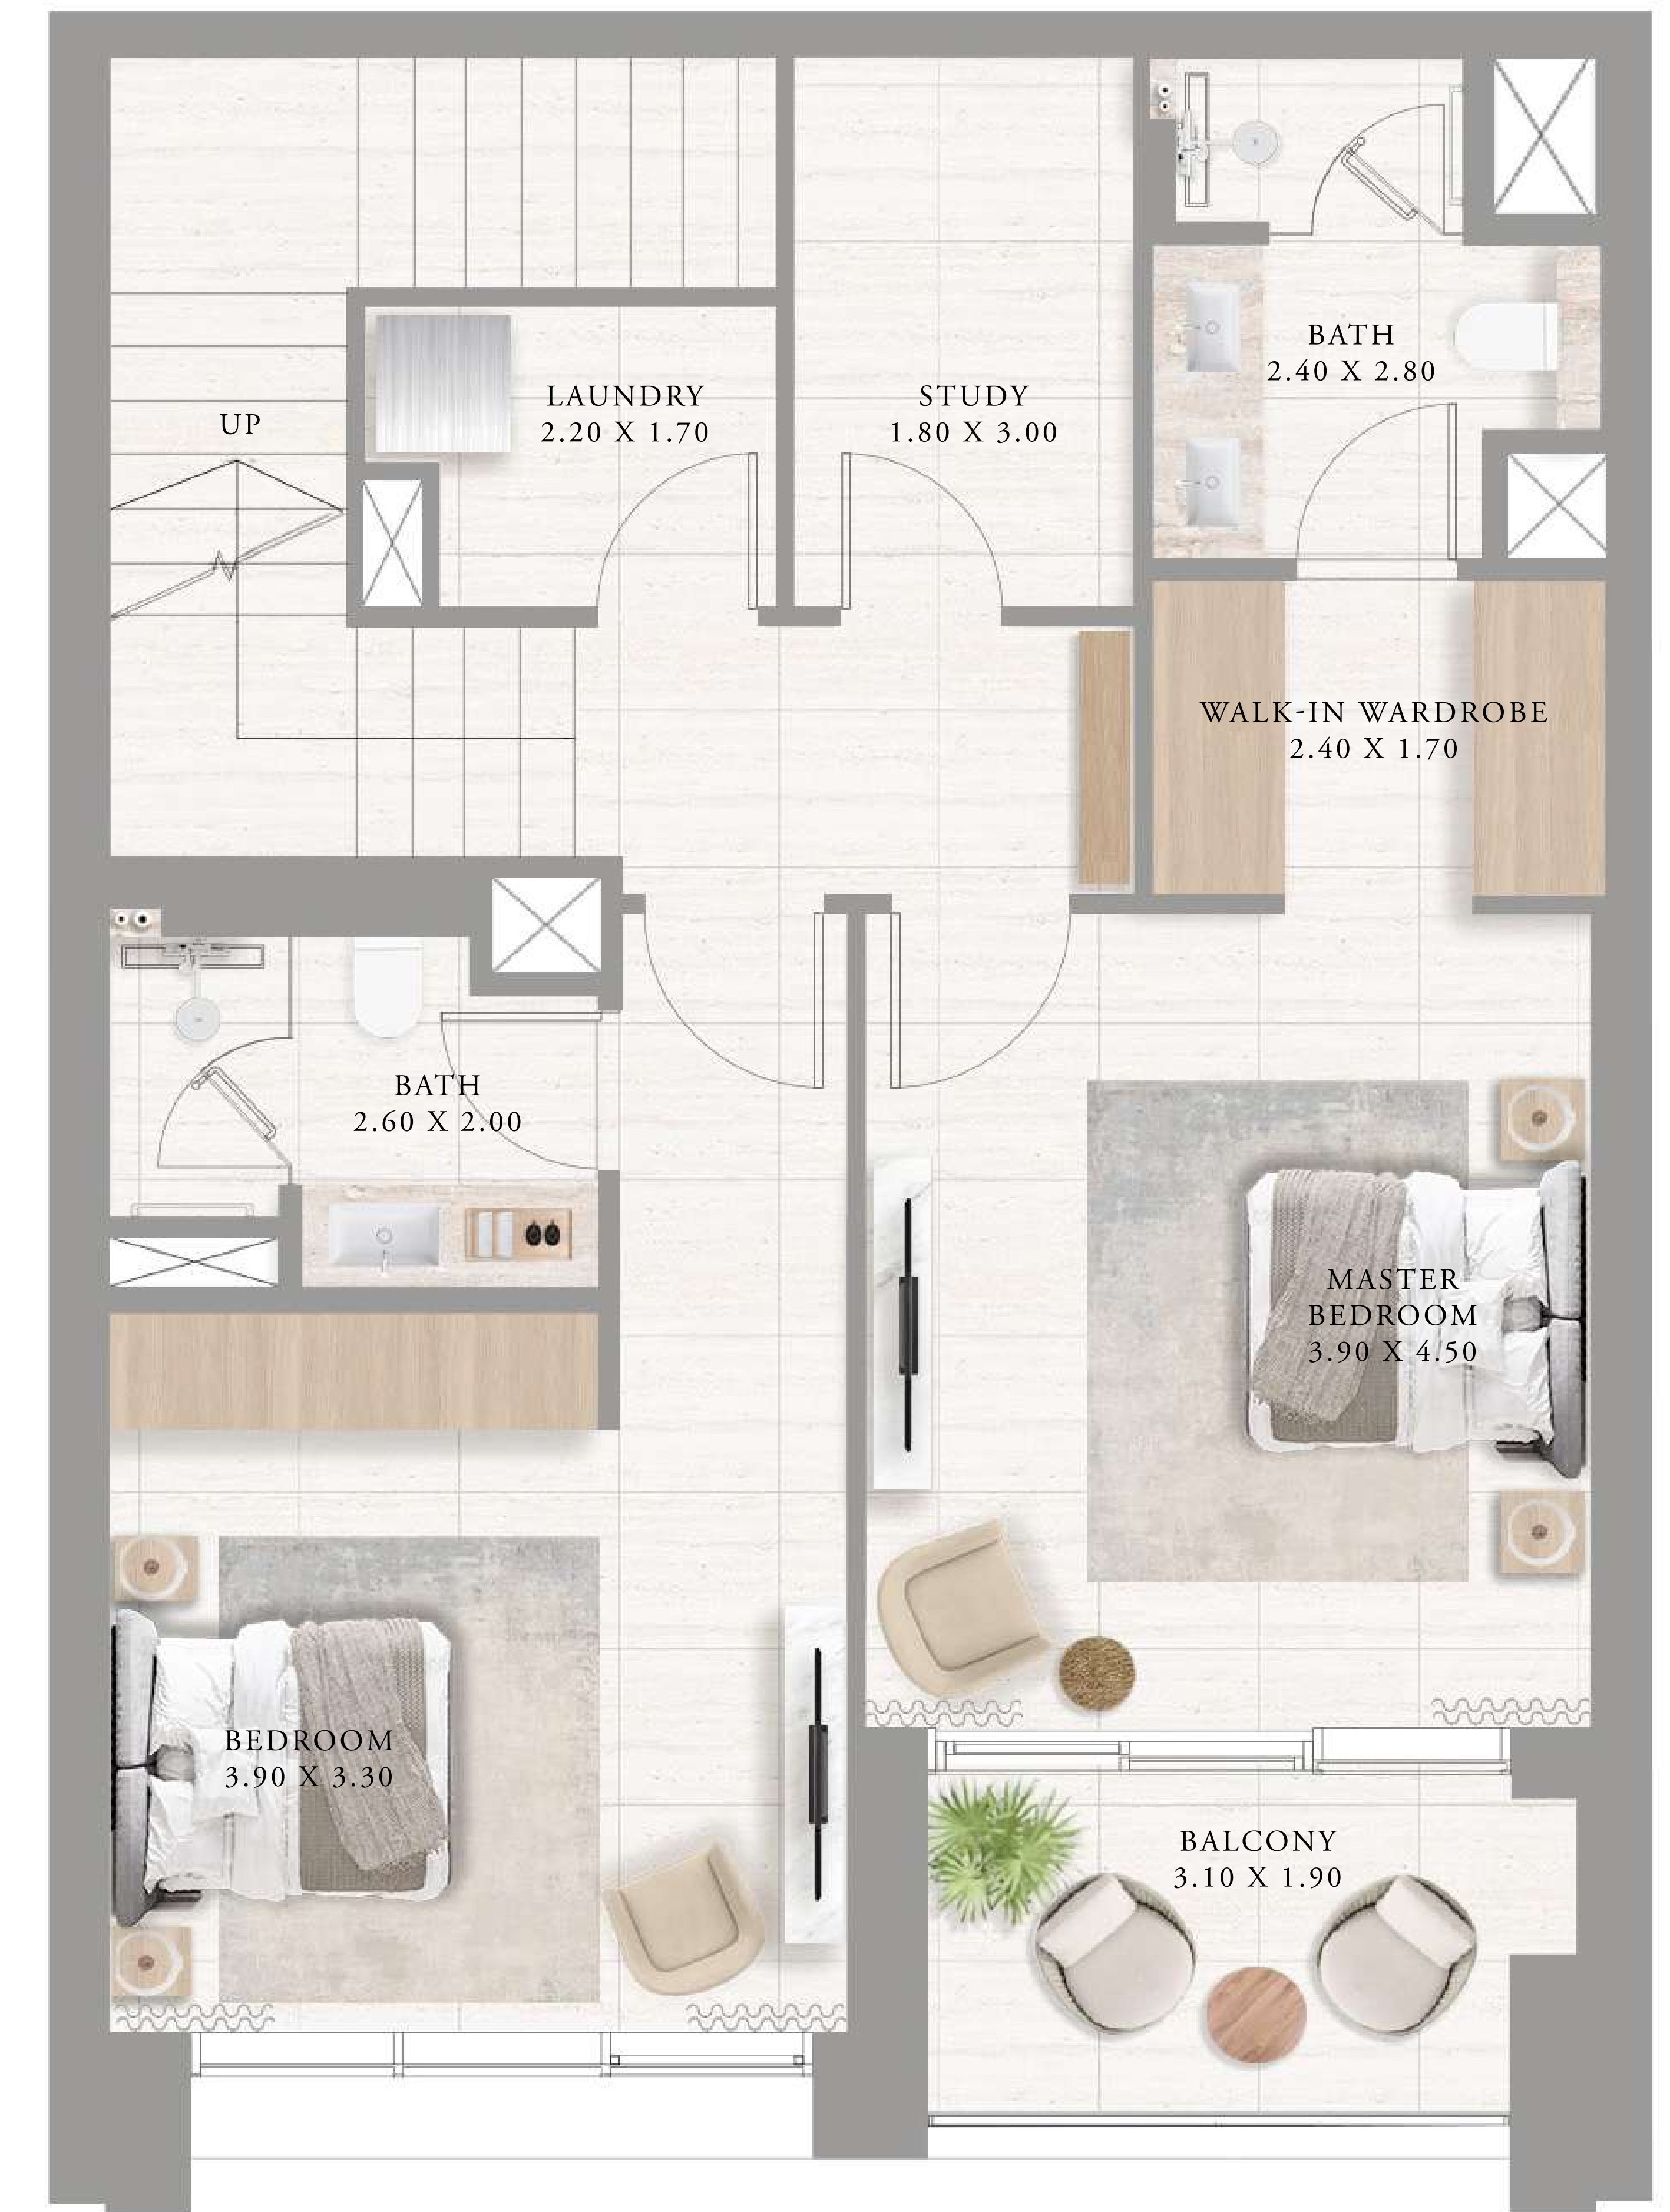 BATH
2.40 X 2.80
LAUNDRY
2.20 X 1.70
STUDY
1.80 X 3.00
UP
WALK-IN WARDROBE
2.40 X 1.70
BATH
2.60 X 2.00
MASTER
BEDROOM
3.90 X 4.50
BEDROOM
3.90 X 3.30
BALCONY
3.10 X 1.90